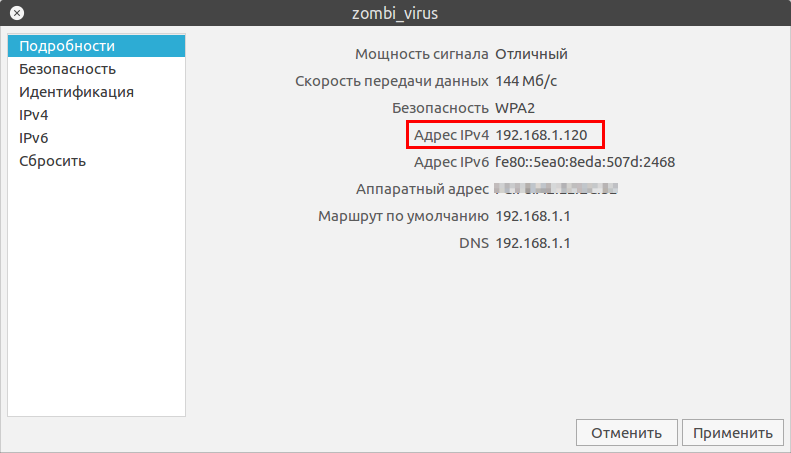 zombi_virus
Подробности
Безопасность
Идентификация
IPv4
IPv6
Сбросить
Мощность сигнала Отличный
Скорость передачи данных 144 Мб/с
Безопасность WPA2
Адрес IPv4 192.168.1.120
Адрес IPv6 fe80::5ea0:8eda:507d:2468
Аппаратный адрес
Маршрут по умолчанию 192.168.1.1
DNS 192.168.1.1
Отменить Применить